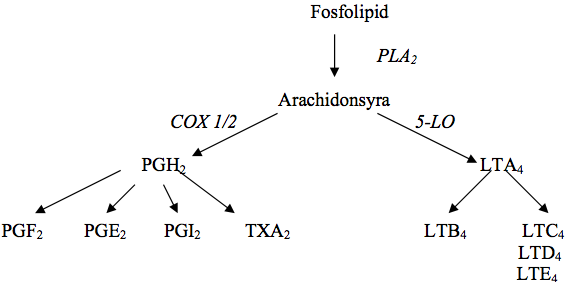 Fosfolipid
PLA₂
Arachidonsyra
COX 1/2 5-LO
PGH₂ LTA₄
PGF₂ PGE₂ PGI₂ TXA₂ LTB₄ LTC₄
LTD₄
LTE₄